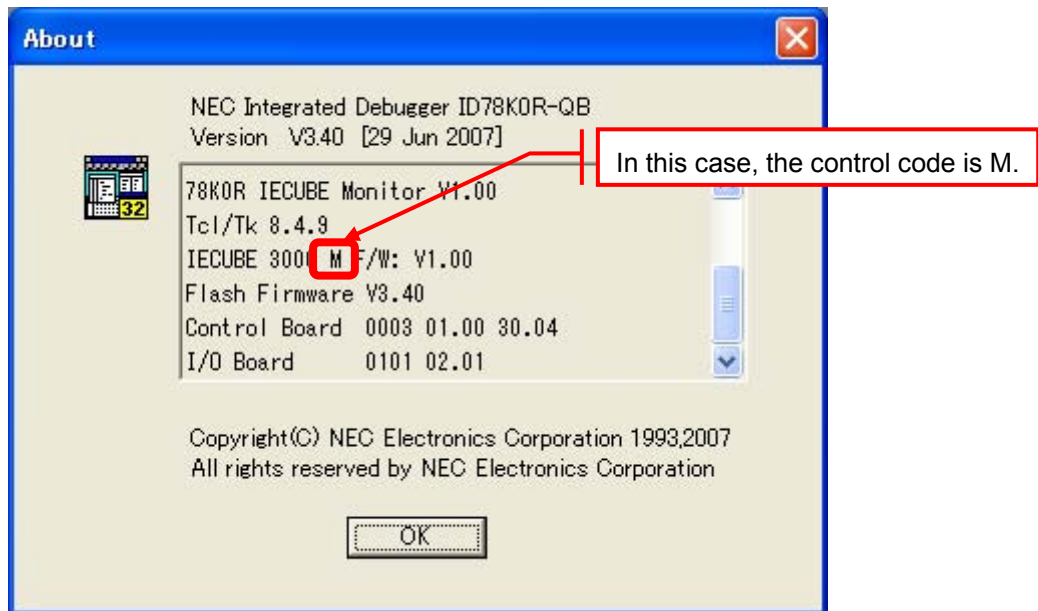 About
NEC Integrated Debugger ID78K0R-QB
Version V3.40 [29 Jun 2007]
In this case, the control code is M.
78K0R IECUBE Monitor V1.00
Tcl/Tk 8.4.9
IECUBE 3000 M F/W: V1.00
Flash Firmware V3.40
Control Board 0003 01.00 30.04
I/O Board 0101 02.01
32
Copyright(C) NEC Electronics Corporation 1993,2007
All rights reserved by NEC Electronics Corporation
OK